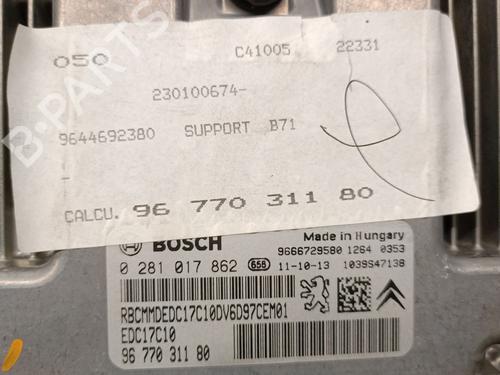 050 C41005 22331
230100674-
9644692380 SUPPORT B71
-
CALCU. 96 770 311 80
BOSCH Made in Hungary
9666729580 1264 0353
0 281 017 862 658 11-10-13 1039S47138
RBCMMDEDC17C10DV6D97CEM01
EDC17C10
96 770 311 80
B-PARTS